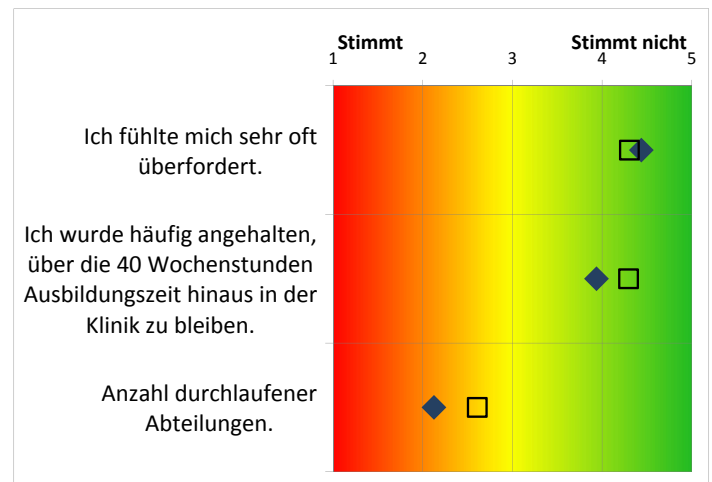 Stimmt Stimmt nicht
1 2 3 4 5
Ich fühlte mich sehr oft
überfordert.
Ich wurde häufig angehalten,
über die 40 Wochenstunden
Ausbildungszeit hinaus in der
Klinik zu bleiben.
Anzahl durchlaufener
Abteilungen.